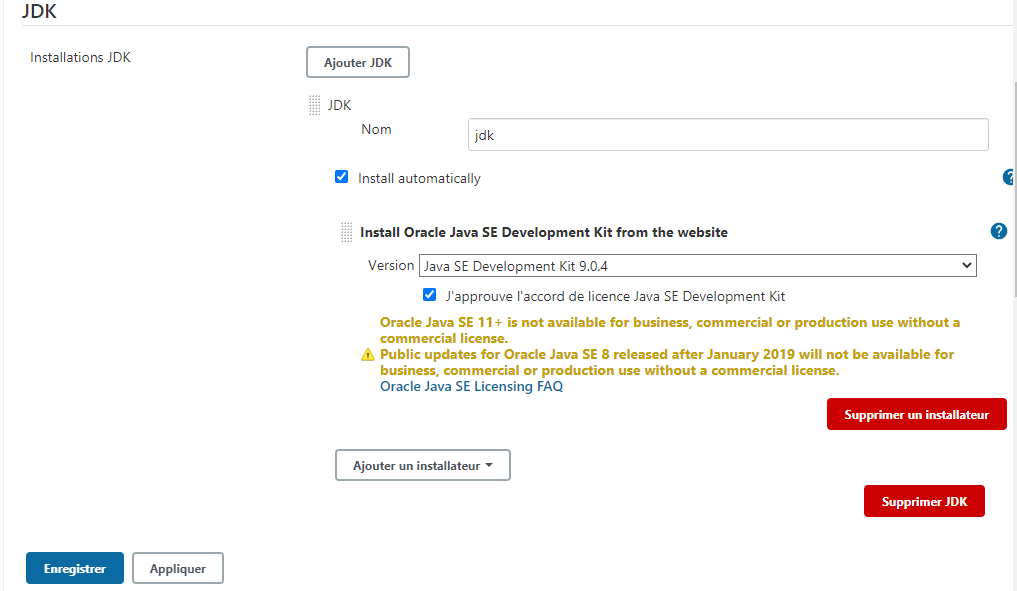 JDK
Installations JDK
Ajouter JDK
JDK
Nom
jdk
Install automatically
?
Install Oracle Java SE Development Kit from the website
?
Version
Java SE Development Kit 9.0.4
J'approuve l'accord de licence Java SE Development Kit
Oracle Java SE 11+ is not available for business, commercial or production use without a
commercial license.
Public updates for Oracle Java SE 8 released after January 2019 will not be available for
business, commercial or production use without a commercial license.
Oracle Java SE Licensing FAQ
Supprimer un installateur
Ajouter un installateur
Supprimer JDK
Enregistrer
Appliquer